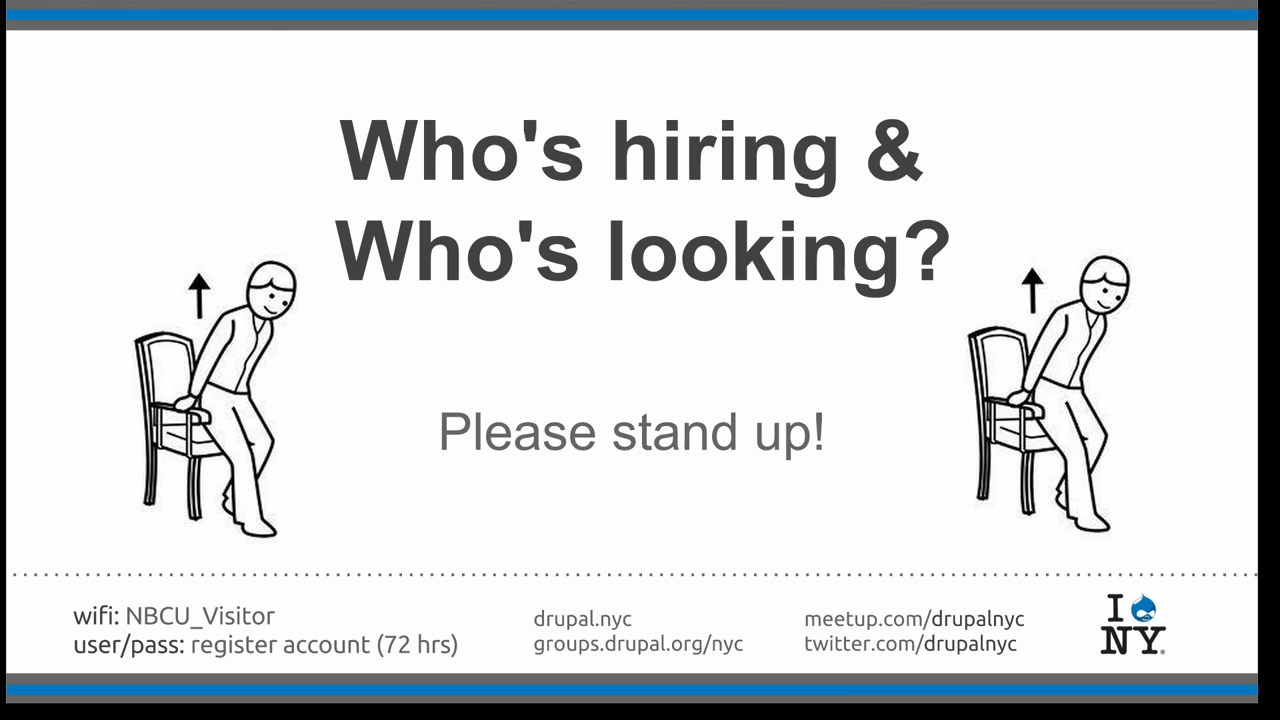 Who's hiring &
Who's looking?
Please stand up!
wifi: NBCU_Visitor
user/pass: register account (72 hrs)
drupal.nyc
groups.drupal.org/nyc
meetup.com/drupalnyc
twitter.com/drupalnyc
I
NY®